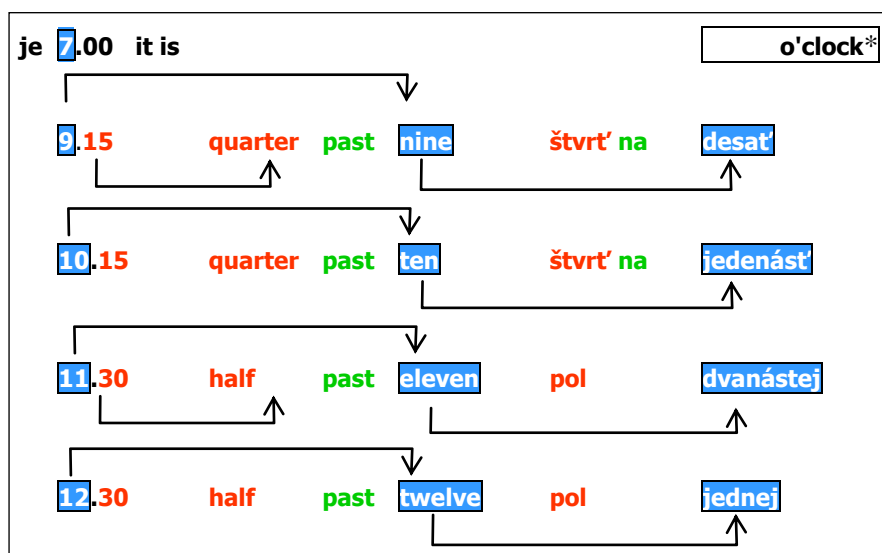 je 7.00 it is o'clock*
9.15 quarter past nine štvrť na desať
10.15 quarter past ten štvrť na jedenásť
11.30 half past eleven pol dvanástej
12.30 half past twelve pol jednej